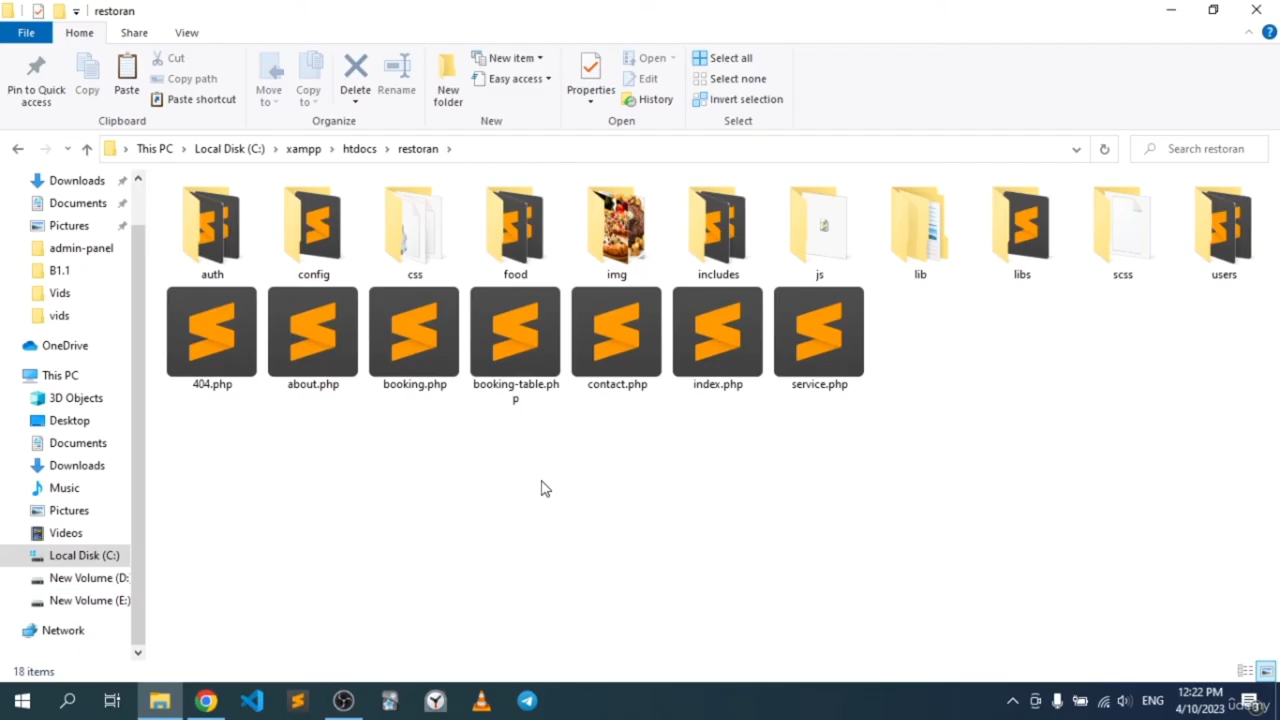 restoran
File Home Share View
Pin to Quick access
Copy
Paste
Cut
Copy path
Paste shortcut
Clipboard
Move to
Copy to
Delete
Rename
Organize
New folder
New item
Easy access
New
Properties
Open
Edit
History
Open
Select all
Select none
Invert selection
Select
This PC > Local Disk (C:) > xampp > htdocs > restoran >
Search restoran
Downloads
Documents
Pictures
admin-panel
B1.1
Vids
vids
OneDrive
This PC
3D Objects
Desktop
Documents
Downloads
Music
Pictures
Videos
Local Disk (C:)
New Volume (D:
New Volume (E:)
Network
auth config css food img includes js lib libs scss users
404.php about.php booking.php booking-table.ph
p
contact.php index.php service.php
18 items
ENG
12:22 PM
4/10/2023
udemy